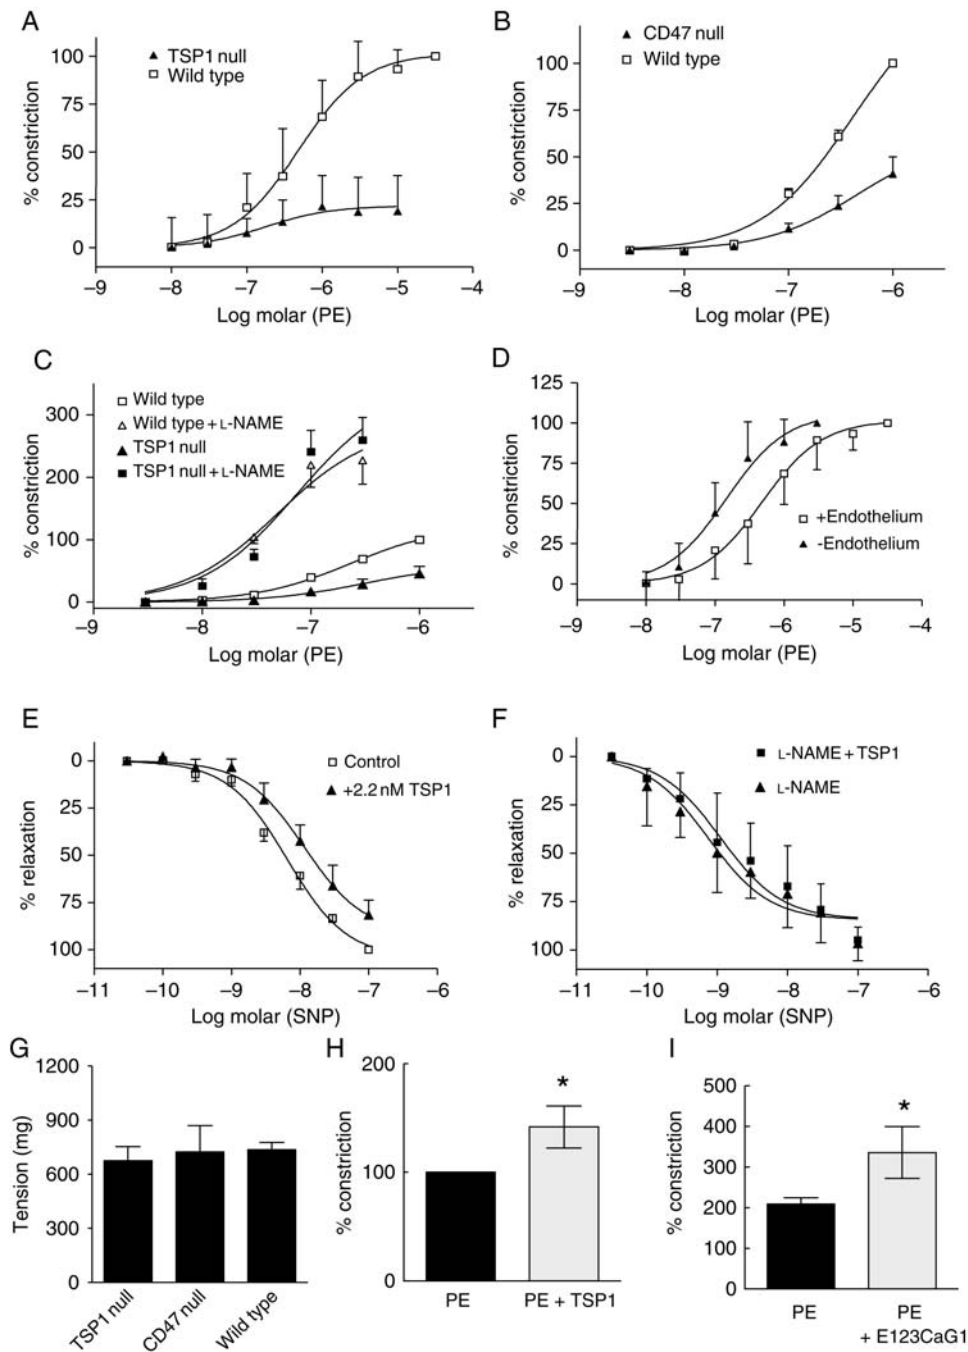 A
▲ TSP1 null
□ Wild type
% constriction
100
75
50
25
0
–9 –8 –7 –6 –5 –4
Log molar (PE)
B
▲ CD47 null
□ Wild type
% constriction
100
75
50
25
0
–9 –8 –7 –6
Log molar (PE)
C
□ Wild type
△ Wild type + L-NAME
▲ TSP1 null
■ TSP1 null + L-NAME
% constriction
300
200
100
0
–9 –8 –7 –6
Log molar (PE)
D
% constriction
125
100
75
50
25
0
□ +Endothelium
▲ -Endothelium
–9 –8 –7 –6 –5 –4
Log molar (PE)
E
□ Control
▲ +2.2 nM TSP1
% relaxation
0
25
50
75
100
–11 –10 –9 –8 –7 –6
Log molar (SNP)
F
■ L-NAME + TSP1
▲ L-NAME
% relaxation
0
25
50
75
100
–11 –10 –9 –8 –7 –6
Log molar (SNP)
G
Tension (mg)
1200
900
600
300
0
TSP1 null
CD47 null
Wild type
H
% constriction
200
100
0
*
PE PE + TSP1
I
% constriction
500
400
300
200
100
0
*
PE PE
+ E123CaG1